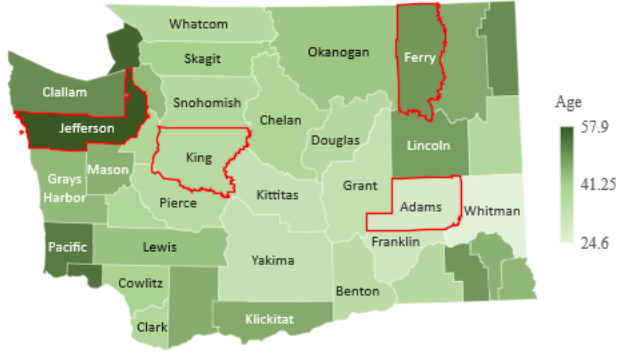 Whatcom
Okanogan
Ferry
Skagit
Clallam
Snohomish
Chelan
Jefferson
Douglas
Lincoln
King
Mason
Grays
Harbor
Grant
Kittitas
Pierce
Adams
Whitman
Pacific
Lewis
Franklin
Yakima
Cowlitz
Benton
Clark
Klickitat
Age
57.9
41.25
24.6